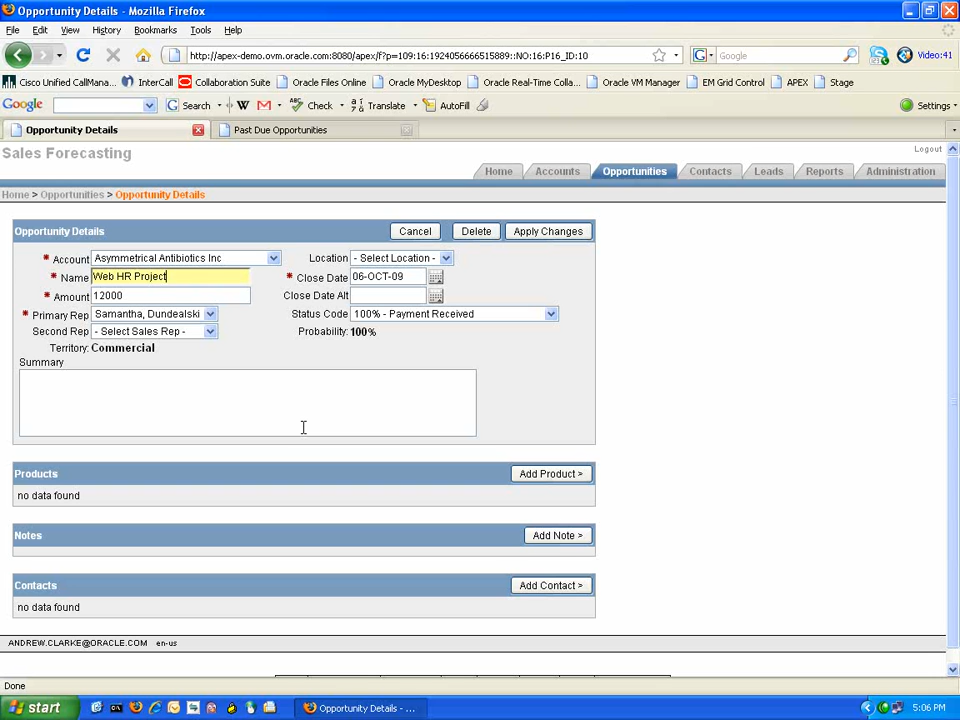 Opportunity Details - Mozilla Firefox
File Edit View History Bookmarks Tools Help
http://apex-demo.ovm.oracle.com:8080/apex/f?p=109:16:1924056666515889::NO:16:P16_ID:10 Google Video:41
Cisco Unified CallMana... InterCall Collaboration Suite Oracle Files Online Oracle MyDesktop Oracle Real-Time Colla... Oracle VM Manager EM Grid Control APEX Stage
Google Search Check Translate AutoFill Settings
Opportunity Details Past Due Opportunities
Sales Forecasting Logout
Home Accounts Opportunities Contacts Leads Reports Administration
Home > Opportunities > Opportunity Details
Opportunity Details Cancel Delete Apply Changes
* Account Asymmetrical Antibiotics Inc Location - Select Location -
* Name Web HR Project * Close Date 06-OCT-09
* Amount 12000 Close Date Alt
* Primary Rep Samantha, Dundealski Status Code 100% - Payment Received
Second Rep - Select Sales Rep - Probability: 100%
Territory: Commercial
Summary
Products Add Product >
no data found
Notes Add Note >
Contacts Add Contact >
no data found
ANDREW.CLARKE@ORACLE.COM en-us
Done
start Opportunity Details - ... 5:06 PM